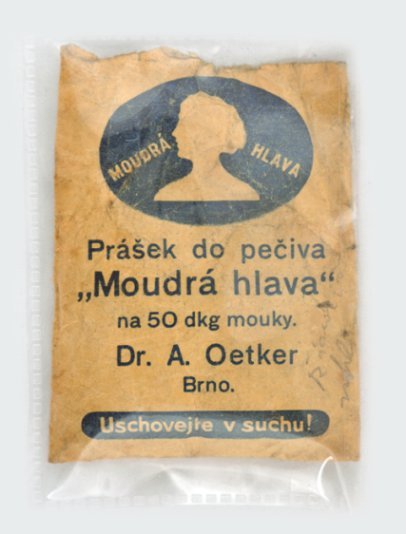 MOUDRÁ HLAVA
Prášek do pečiva
„Moudrá hlava“
na 50 dkg mouky.
Dr. A. Oetker
Brno.
Uschovejte v suchu!